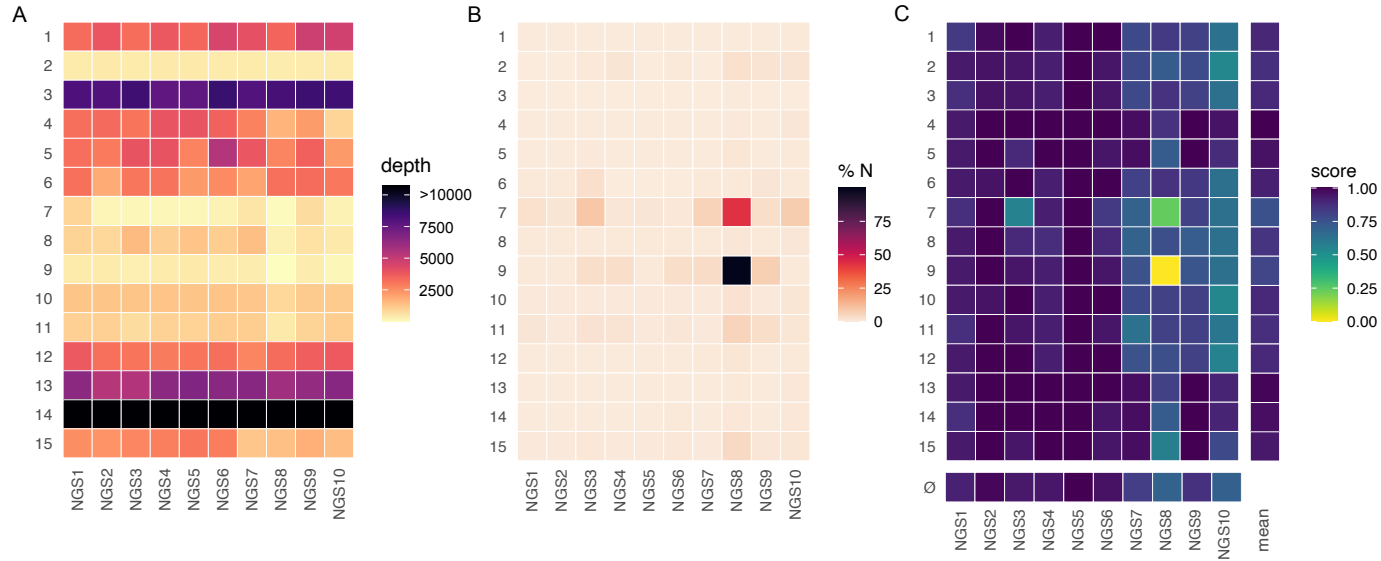 A
1
2
3
4
5
6
7
8
9
10
11
12
13
14
15
NGS1
NGS2
NGS3
NGS4
NGS5
NGS6
NGS7
NGS8
NGS9
NGS10
depth
>10000
7500
5000
2500
B
1
2
3
4
5
6
7
8
9
10
11
12
13
14
15
NGS1
NGS2
NGS3
NGS4
NGS5
NGS6
NGS7
NGS8
NGS9
NGS10
% N
75
50
25
0
C
1
2
3
4
5
6
7
8
9
10
11
12
13
14
15
Ø
NGS1
NGS2
NGS3
NGS4
NGS5
NGS6
NGS7
NGS8
NGS9
NGS10
mean
score
1.00
0.75
0.50
0.25
0.00